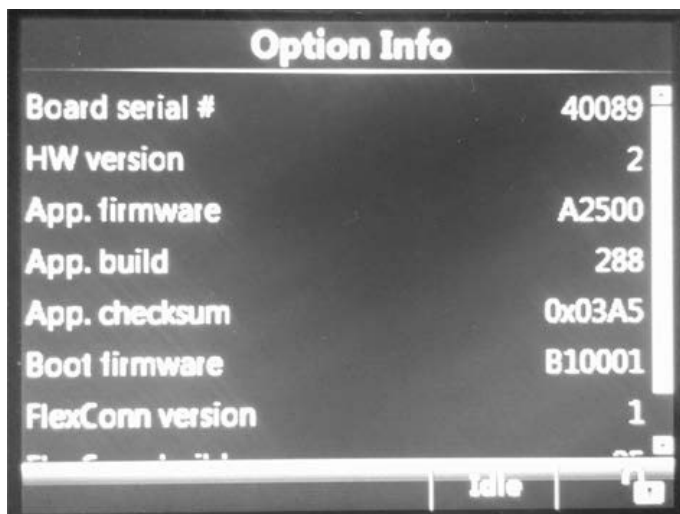 Option Info
Board serial # 40089
HW version 2
App. firmware A2500
App. build 288
App. checksum 0x03A5
Boot firmware B10001
FlexConn version 1
Idle